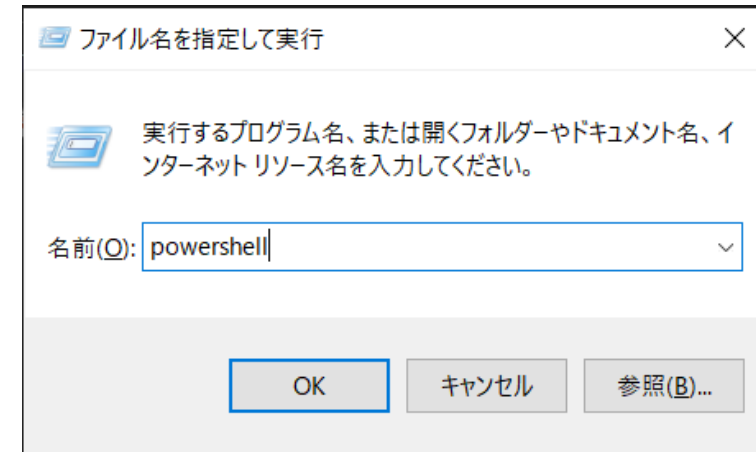 ファイル名を指定して実行
実行するプログラム名、または開くフォルダーやドキュメント名、イ
ンターネット リソース名を入力してください。
名前(O): powershell
OK キャンセル 参照(B)...